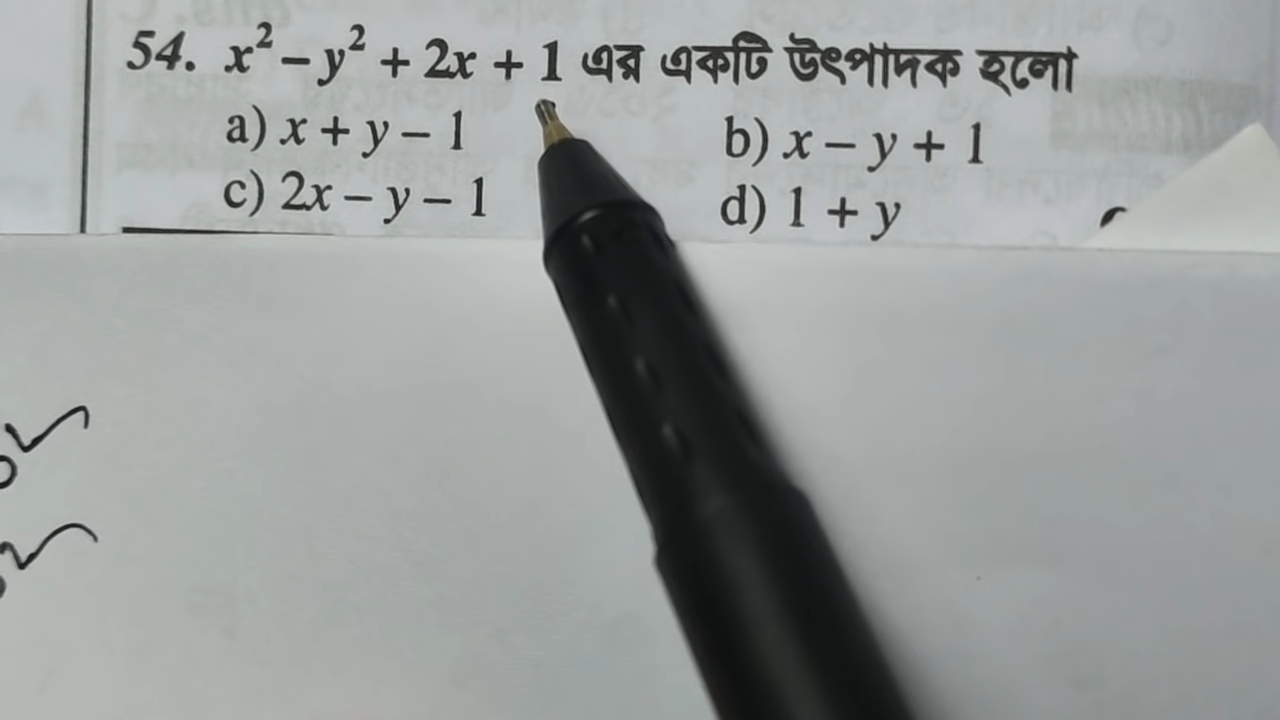 54. x² – y² + 2x + 1 এর একটি উৎপাদক হলো
a) x + y – 1 b) x – y + 1
c) 2x – y – 1 d) 1 + y